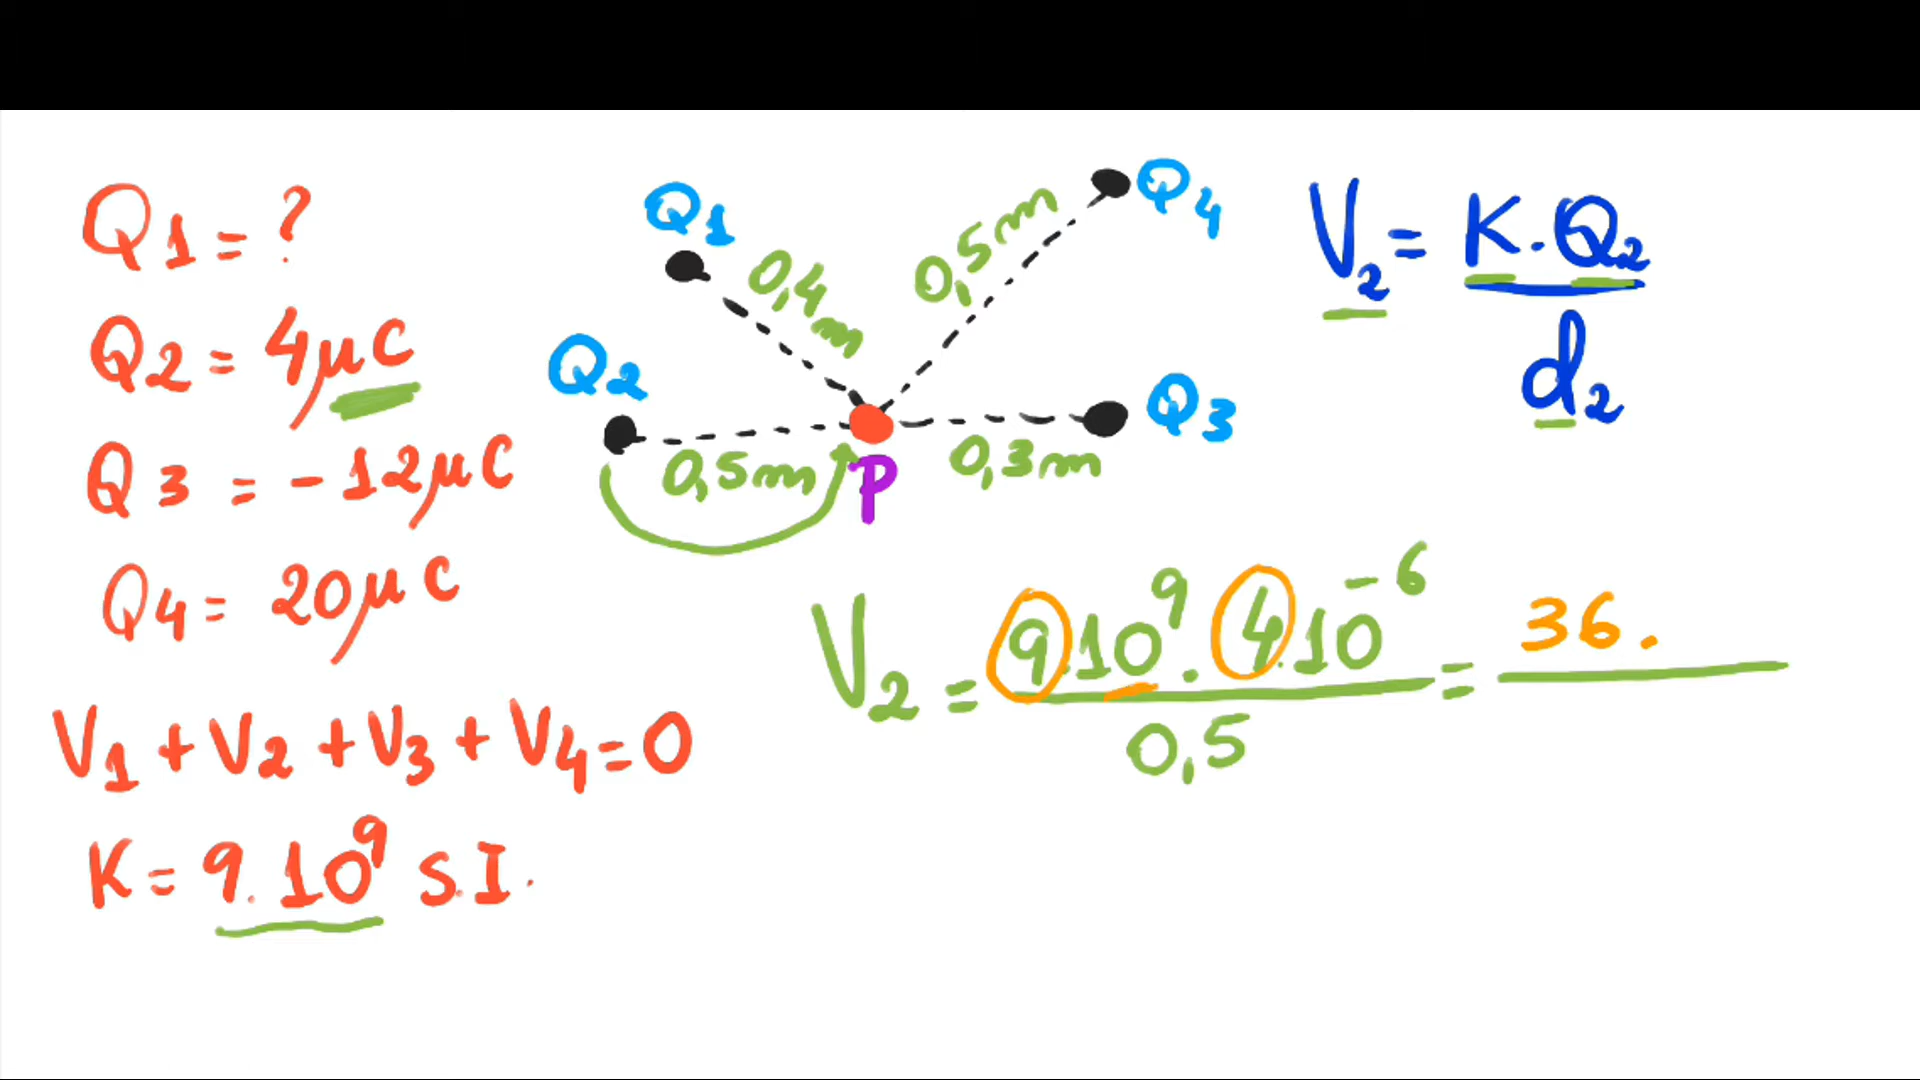 Q1 = ?
Q2 = 4μC
Q3 = -12μC
Q4 = 20μC
V1 + V2 + V3 + V4 = 0
K = 9.10⁹ S.I.
Q1
0,4m
Q4
0,5m
Q2
0,5m
P
0,3m
Q3
V2 = K.Q2
d2
V2 = 9.10⁹ . 4.10⁻⁶ = 36.
0,5